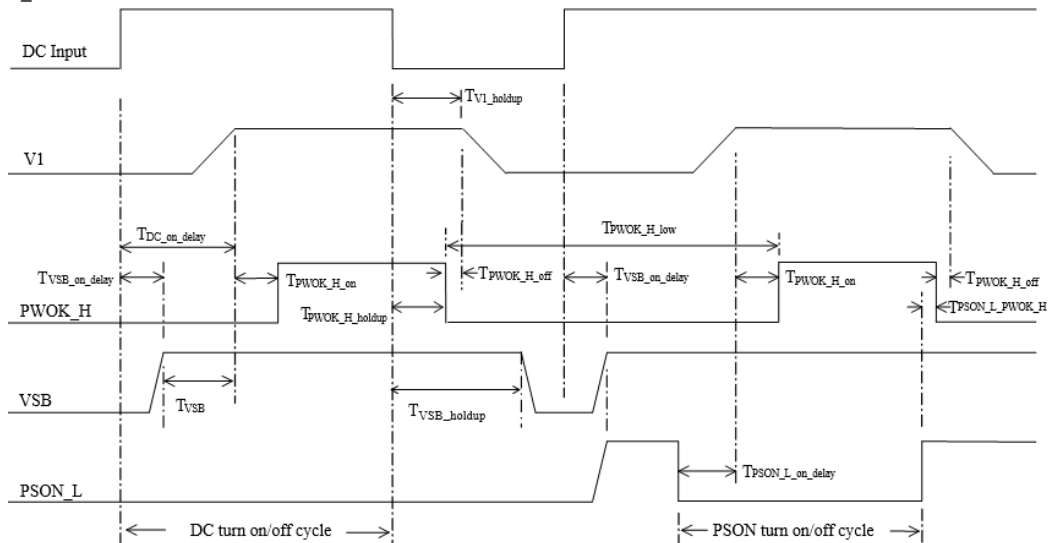 DC Input
TV1_holdup
V1
TPWOK_H_low
TDC_on_delay
TVSB_on_delay
TPWOK_H_on
TPWOK_H_off
TVSB_on_delay
TPWOK_H_on
TPWOK_H_off
PWOK_H
TPWOK_H_holdup
TPSON_L_PWOK_H
VSB
TVSB
TVSB_holdup
TPSON_L_on_delay
PSON_L
DC turn on/off cycle
PSON turn on/off cycle